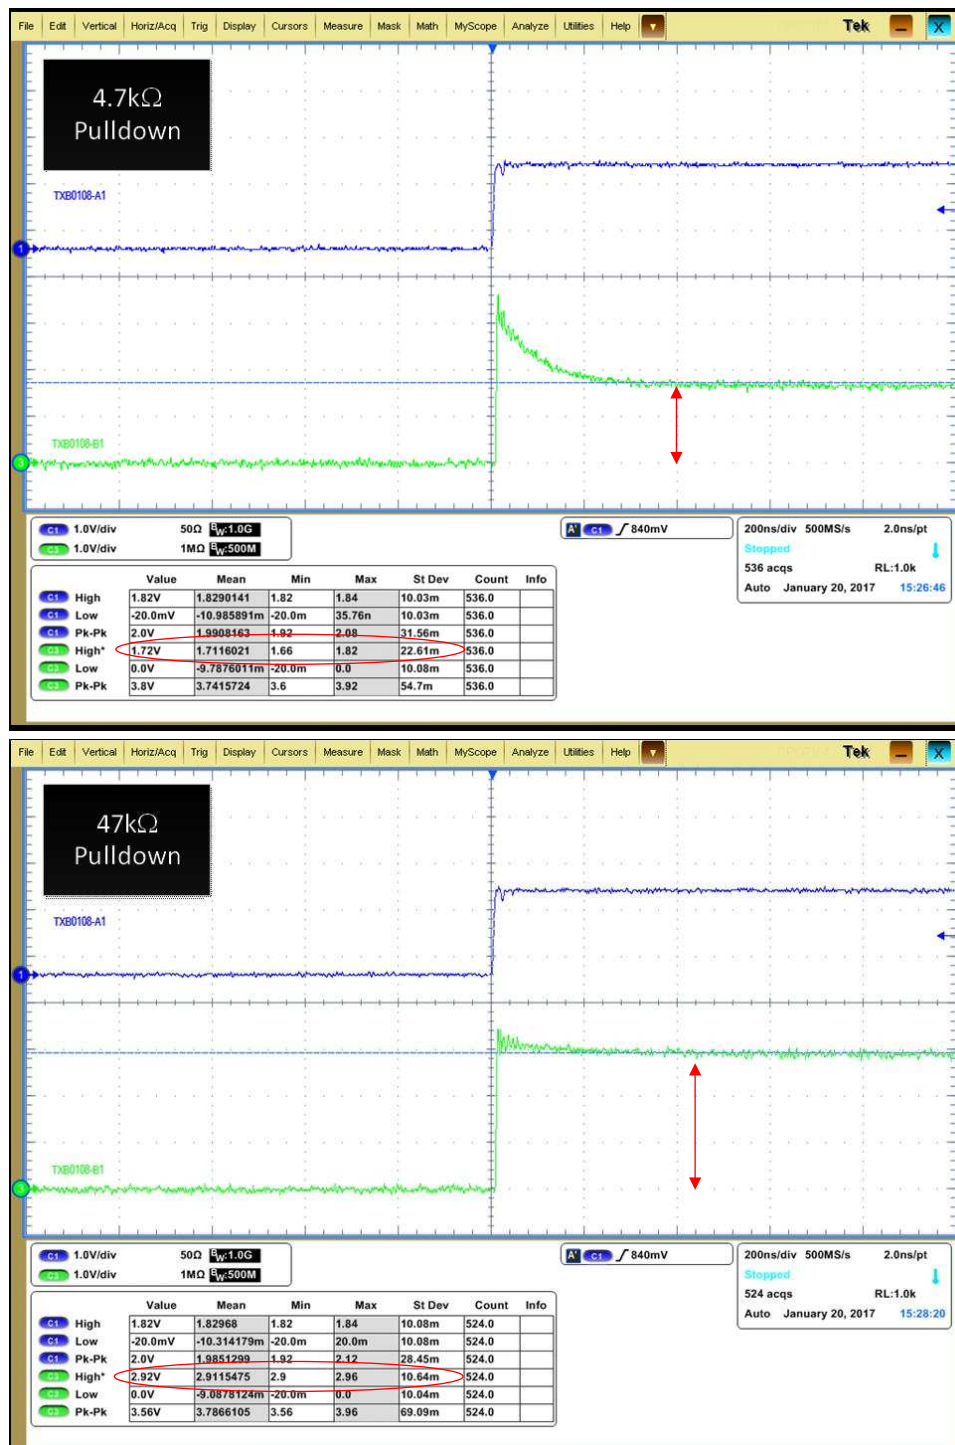 File Edit Vertical Horiz/Acq Trig Display Cursors Measure Mask Math MyScope Analyze Utilities Help Tek X
4.7kΩ
Pulldown
TXB0108-A1
1
TXB0108-B1
3
C1 1.0V/div 50Ω BW:1.0G
C3 1.0V/div 1MΩ BW:500M
A' C1 840mV
200ns/div 500MS/s 2.0ns/pt
Stopped
536 acqs RL:1.0k
Auto January 20, 2017 15:26:46
Value Mean Min Max St Dev Count Info
C1 High 1.82V 1.8290141 1.82 1.84 10.03m 536.0
C1 Low -20.0mV -10.985891m -20.0m 35.76n 10.03m 536.0
C1 Pk-Pk 2.0V 1.9908163 1.92 2.08 31.56m 536.0
C3 High* 1.72V 1.7116021 1.66 1.82 22.61m 536.0
C3 Low 0.0V -9.7876011m -20.0m 0.0 10.08m 536.0
C3 Pk-Pk 3.8V 3.7415724 3.6 3.92 54.7m 536.0
File Edit Vertical Horiz/Acq Trig Display Cursors Measure Mask Math MyScope Analyze Utilities Help Tek X
47kΩ
Pulldown
TXB0108-A1
1
TXB0108-B1
3
C1 1.0V/div 50Ω BW:1.0G
C3 1.0V/div 1MΩ BW:500M
A' C1 840mV
200ns/div 500MS/s 2.0ns/pt
Stopped
524 acqs RL:1.0k
Auto January 20, 2017 15:28:20
Value Mean Min Max St Dev Count Info
C1 High 1.82V 1.82968 1.82 1.84 10.08m 524.0
C1 Low -20.0mV -10.314179m -20.0m 20.0m 10.08m 524.0
C1 Pk-Pk 2.0V 1.9851299 1.92 2.12 28.45m 524.0
C3 High* 2.92V 2.9115475 2.9 2.96 10.64m 524.0
C3 Low 0.0V -9.0878124m -20.0m 0.0 10.04m 524.0
C3 Pk-Pk 3.56V 3.7866105 3.56 3.96 69.09m 524.0